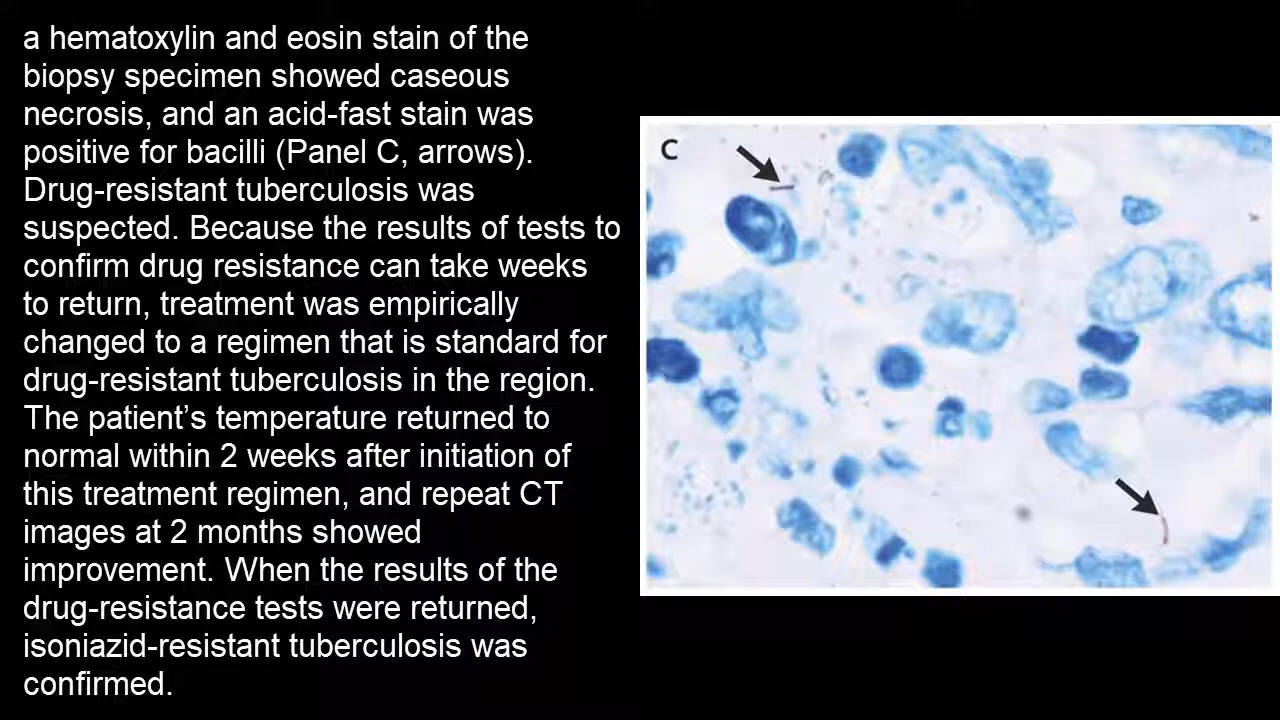 a hematoxylin and eosin stain of the
biopsy specimen showed caseous
necrosis, and an acid-fast stain was
positive for bacilli (Panel C, arrows).
Drug-resistant tuberculosis was
suspected. Because the results of tests to
confirm drug resistance can take weeks
to return, treatment was empirically
changed to a regimen that is standard for
drug-resistant tuberculosis in the region.
The patient’s temperature returned to
normal within 2 weeks after initiation of
this treatment regimen, and repeat CT
images at 2 months showed
improvement. When the results of the
drug-resistance tests were returned,
isoniazid-resistant tuberculosis was
confirmed.
C